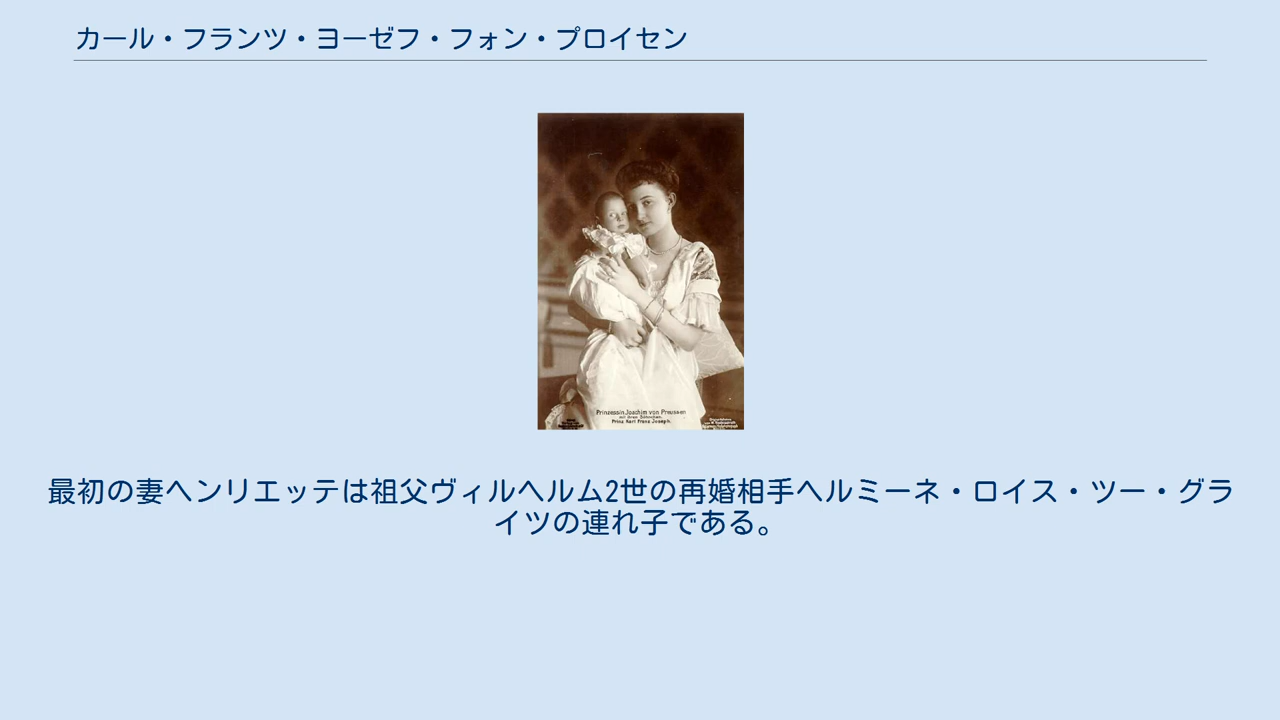 カール・フランツ・ヨーゼフ・フォン・プロイセン
Prinzessin Joachim von Preussen
mit ihrem Söhnchen,
Prinz Karl Franz Joseph.
最初の妻ヘンリエッテは祖父ヴィルヘルム2世の再婚相手ヘルミーネ・ロイス・ツー・グラ
イツの連れ子である。